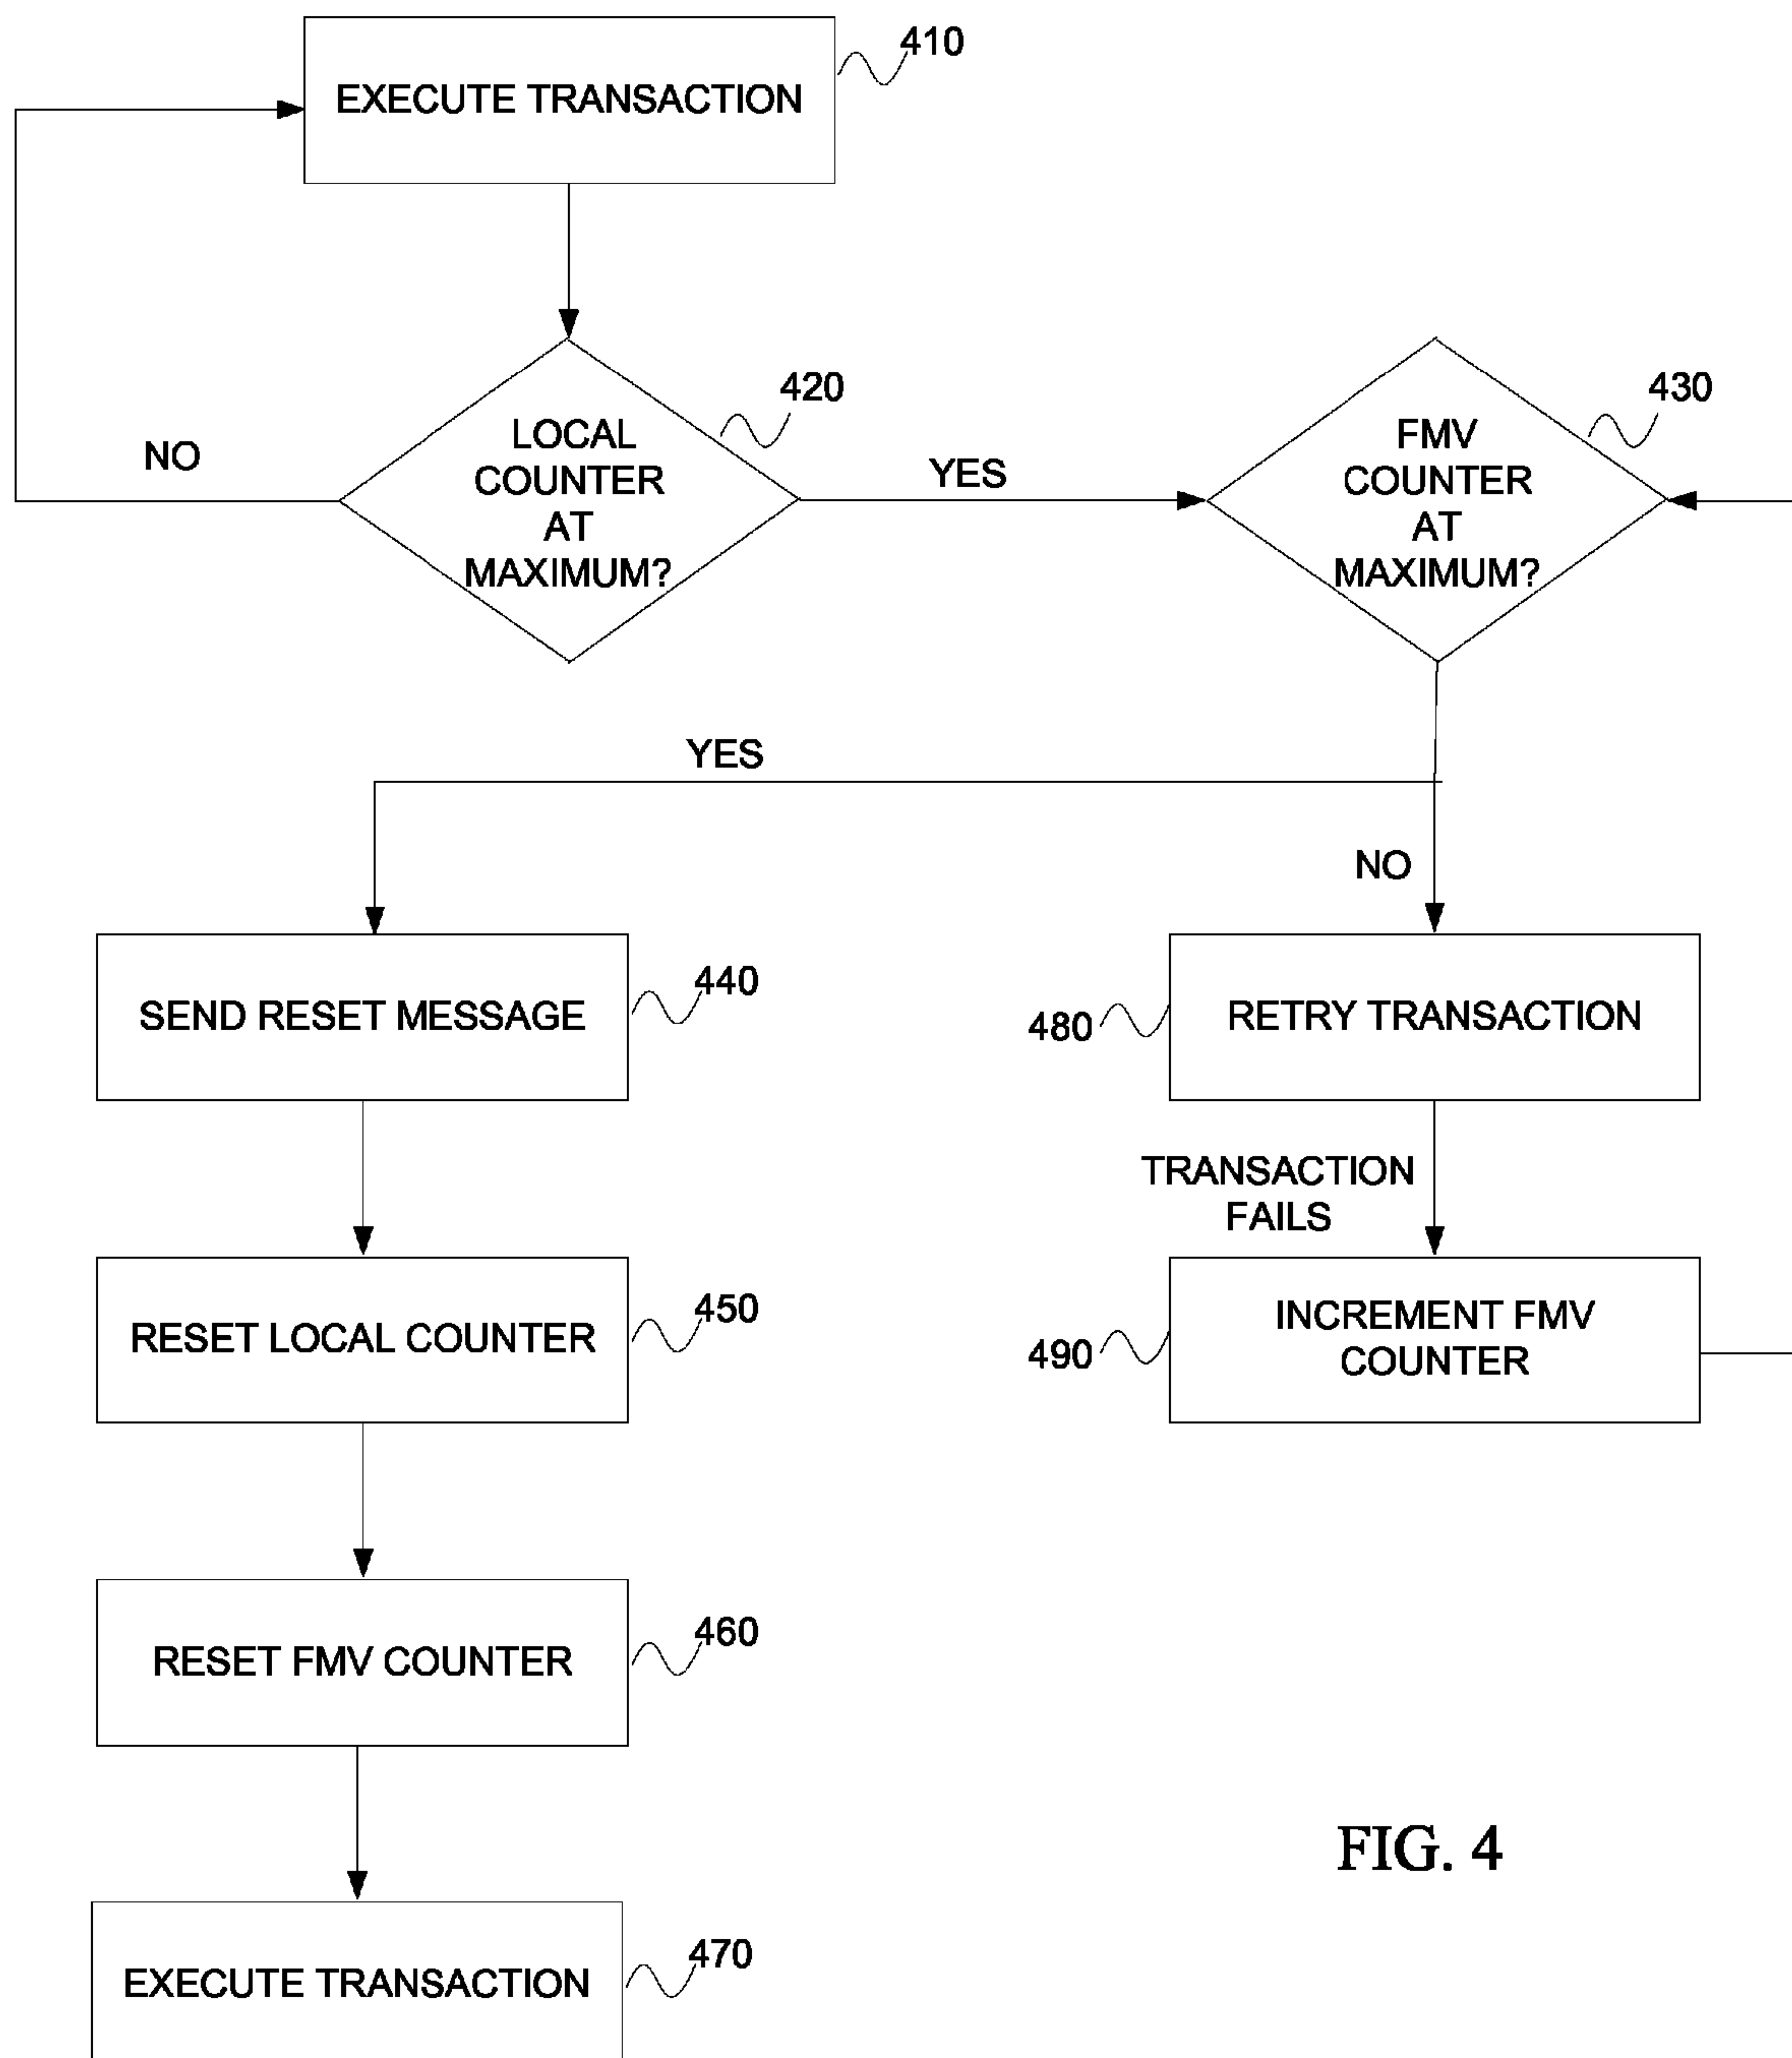 410
EXECUTE TRANSACTION
420
430
LOCAL
COUNTER
AT
MAXIMUM?
FMV
COUNTER
AT
MAXIMUM?
NO
YES
YES
NO
440
SEND RESET MESSAGE
480
RETRY TRANSACTION
TRANSACTION
FAILS
450
RESET LOCAL COUNTER
490
INCREMENT FMV
COUNTER
460
RESET FMV COUNTER
470
EXECUTE TRANSACTION
FIG. 4